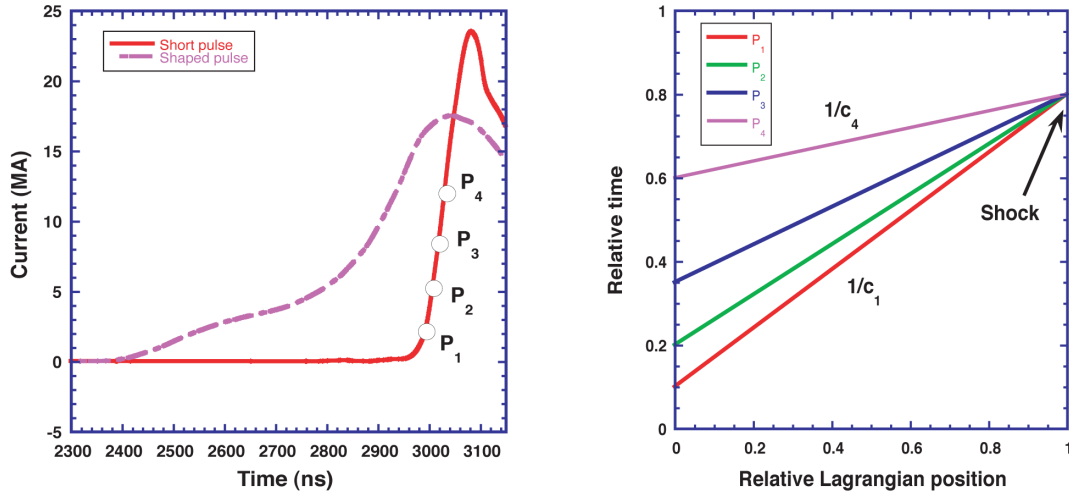 25
20
15
10
5
0
-5
2300 2400 2500 2600 2700 2800 2900 3000 3100
Current (MA)
Time (ns)
Short pulse
Shaped pulse
P4
P3
P2
P1
1
0.8
0.6
0.4
0.2
0
0 0.2 0.4 0.6 0.8 1
Relative time
Relative Lagrangian position
P1
P2
P3
P4
1/c4
1/c1
Shock